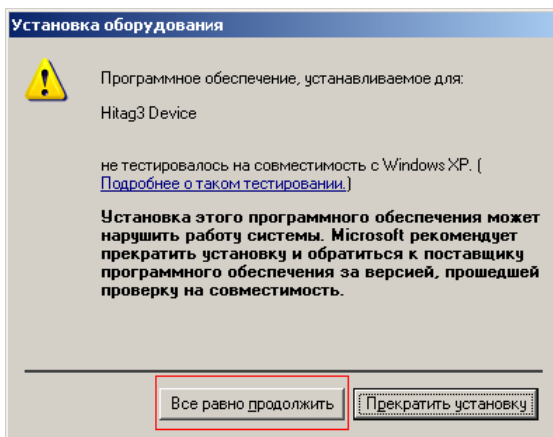 Установка оборудования
Программное обеспечение, устанавливаемое для:
Hitag3 Device
не тестировалось на совместимость с Windows XP. (
Подробнее о таком тестировании.)
Установка этого программного обеспечения может
нарушить работу системы. Microsoft рекомендует
прекратить установку и обратиться к поставщику
программного обеспечения за версией, прошедшей
проверку на совместимость.
Все равно продолжить
Прекратить установку